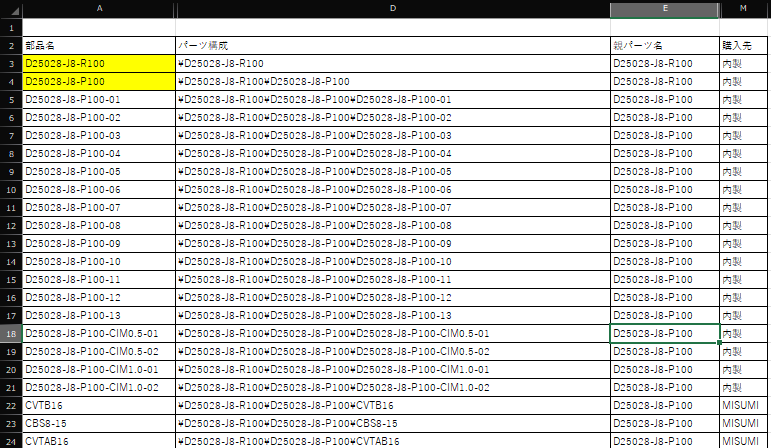 A D E M
1
2 部品名 パーツ構成 親パーツ名 購入先
3 D25028-J8-R100 ¥D25028-J8-R100 D25028-J8-R100 内製
4 D25028-J8-P100 ¥D25028-J8-R100¥D25028-J8-P100 D25028-J8-R100 内製
5 D25028-J8-P100-01 ¥D25028-J8-R100¥D25028-J8-P100¥D25028-J8-P100-01 D25028-J8-P100 内製
6 D25028-J8-P100-02 ¥D25028-J8-R100¥D25028-J8-P100¥D25028-J8-P100-02 D25028-J8-P100 内製
7 D25028-J8-P100-03 ¥D25028-J8-R100¥D25028-J8-P100¥D25028-J8-P100-03 D25028-J8-P100 内製
8 D25028-J8-P100-04 ¥D25028-J8-R100¥D25028-J8-P100¥D25028-J8-P100-04 D25028-J8-P100 内製
9 D25028-J8-P100-05 ¥D25028-J8-R100¥D25028-J8-P100¥D25028-J8-P100-05 D25028-J8-P100 内製
10 D25028-J8-P100-06 ¥D25028-J8-R100¥D25028-J8-P100¥D25028-J8-P100-06 D25028-J8-P100 内製
11 D25028-J8-P100-07 ¥D25028-J8-R100¥D25028-J8-P100¥D25028-J8-P100-07 D25028-J8-P100 内製
12 D25028-J8-P100-08 ¥D25028-J8-R100¥D25028-J8-P100¥D25028-J8-P100-08 D25028-J8-P100 内製
13 D25028-J8-P100-09 ¥D25028-J8-R100¥D25028-J8-P100¥D25028-J8-P100-09 D25028-J8-P100 内製
14 D25028-J8-P100-10 ¥D25028-J8-R100¥D25028-J8-P100¥D25028-J8-P100-10 D25028-J8-P100 内製
15 D25028-J8-P100-11 ¥D25028-J8-R100¥D25028-J8-P100¥D25028-J8-P100-11 D25028-J8-P100 内製
16 D25028-J8-P100-12 ¥D25028-J8-R100¥D25028-J8-P100¥D25028-J8-P100-12 D25028-J8-P100 内製
17 D25028-J8-P100-13 ¥D25028-J8-R100¥D25028-J8-P100¥D25028-J8-P100-13 D25028-J8-P100 内製
18 D25028-J8-P100-CIM0.5-01 ¥D25028-J8-R100¥D25028-J8-P100¥D25028-J8-P100-CIM0.5-01 D25028-J8-P100 内製
19 D25028-J8-P100-CIM0.5-02 ¥D25028-J8-R100¥D25028-J8-P100¥D25028-J8-P100-CIM0.5-02 D25028-J8-P100 内製
20 D25028-J8-P100-CIM1.0-01 ¥D25028-J8-R100¥D25028-J8-P100¥D25028-J8-P100-CIM1.0-01 D25028-J8-P100 内製
21 D25028-J8-P100-CIM1.0-02 ¥D25028-J8-R100¥D25028-J8-P100¥D25028-J8-P100-CIM1.0-02 D25028-J8-P100 内製
22 CVTB16 ¥D25028-J8-R100¥D25028-J8-P100¥CVTB16 D25028-J8-P100 MISUMI
23 CBS8-15 ¥D25028-J8-R100¥D25028-J8-P100¥CBS8-15 D25028-J8-P100 MISUMI
24 CVTAB16 ¥D25028-J8-R100¥D25028-J8-P100¥CVTAB16 D25028-J8-P100 MISUMI